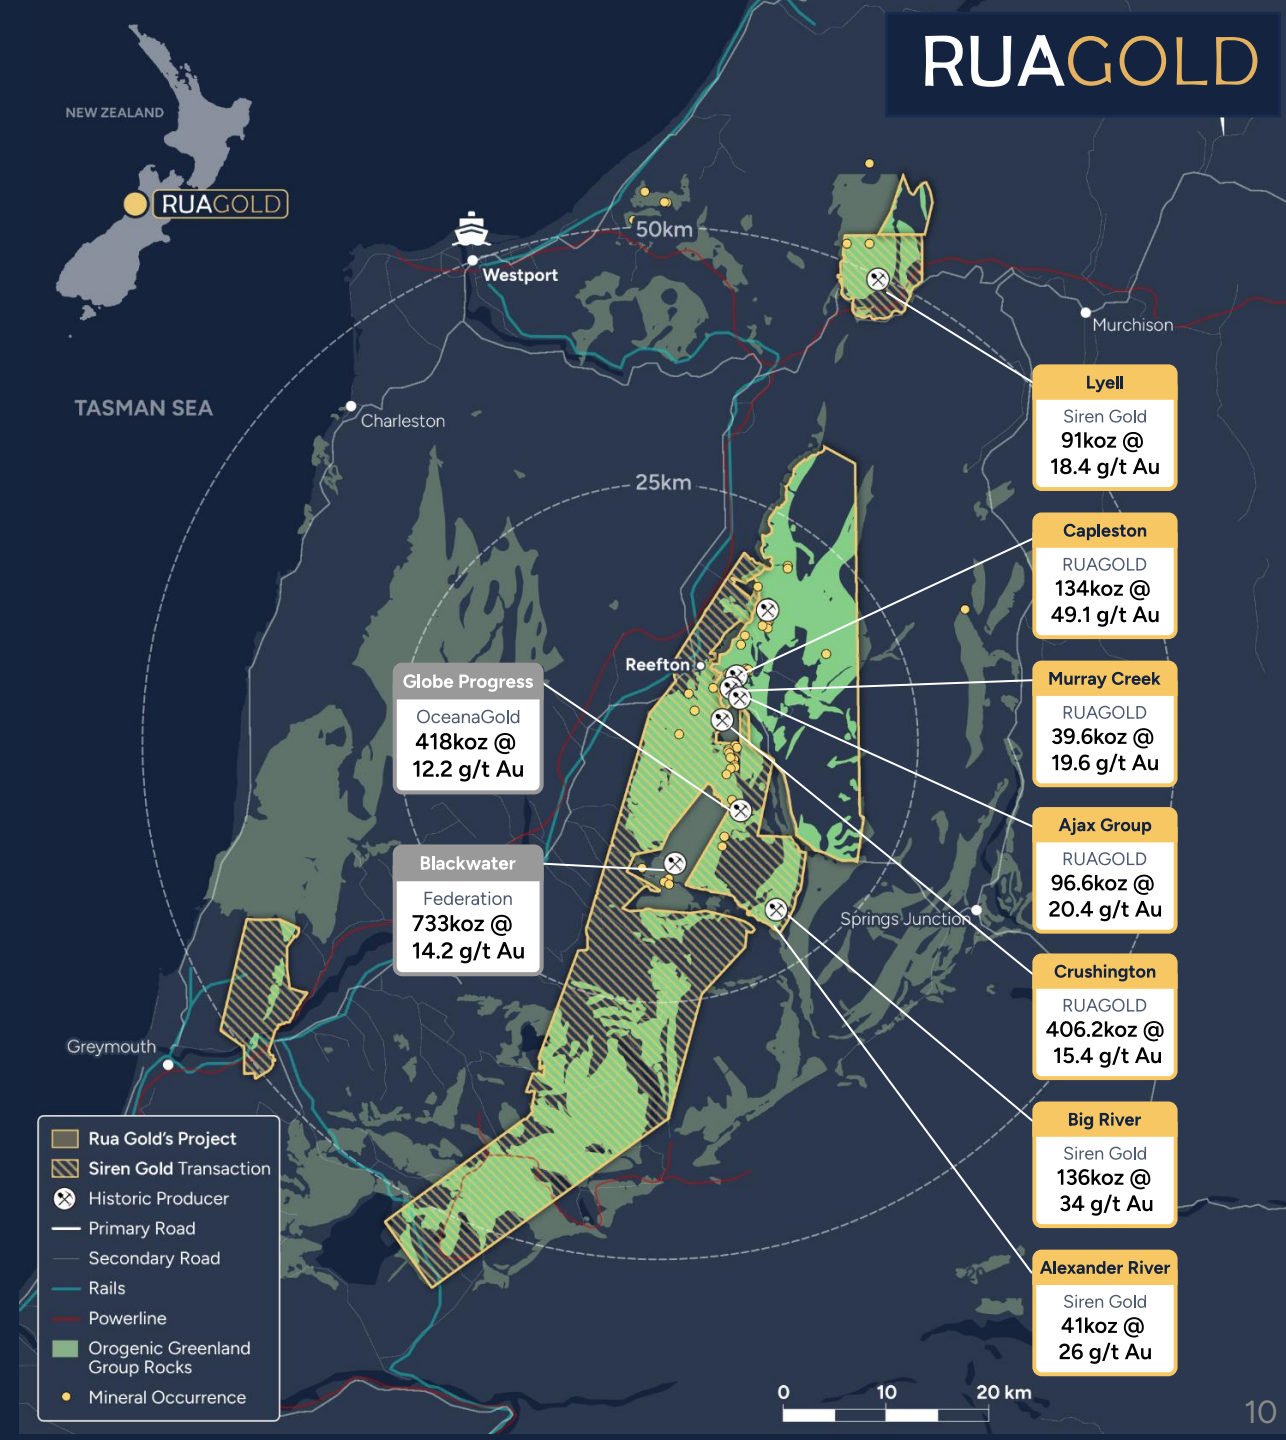 RUAGOLD
NEW ZEALAND
RUAGOLD
50km
Westport
Murchison
TASMAN SEA
Charleston
25km
Lyell
Siren Gold
91koz @
18.4 g/t Au
Capleston
RUAGOLD
134koz @
49.1 g/t Au
Reefton
Globe Progress
OceanaGold
418koz @
12.2 g/t Au
Murray Creek
RUAGOLD
39.6koz @
19.6 g/t Au
Ajax Group
RUAGOLD
96.6koz @
20.4 g/t Au
Blackwater
Federation
733koz @
14.2 g/t Au
Springs Junction
Crushington
RUAGOLD
406.2koz @
15.4 g/t Au
Greymouth
Big River
Siren Gold
136koz @
34 g/t Au
Alexander River
Siren Gold
41koz @
26 g/t Au
Rua Gold's Project
Siren Gold Transaction
Historic Producer
Primary Road
Secondary Road
Rails
Powerline
Orogenic Greenland
Group Rocks
Mineral Occurrence
0 10 20 km
10